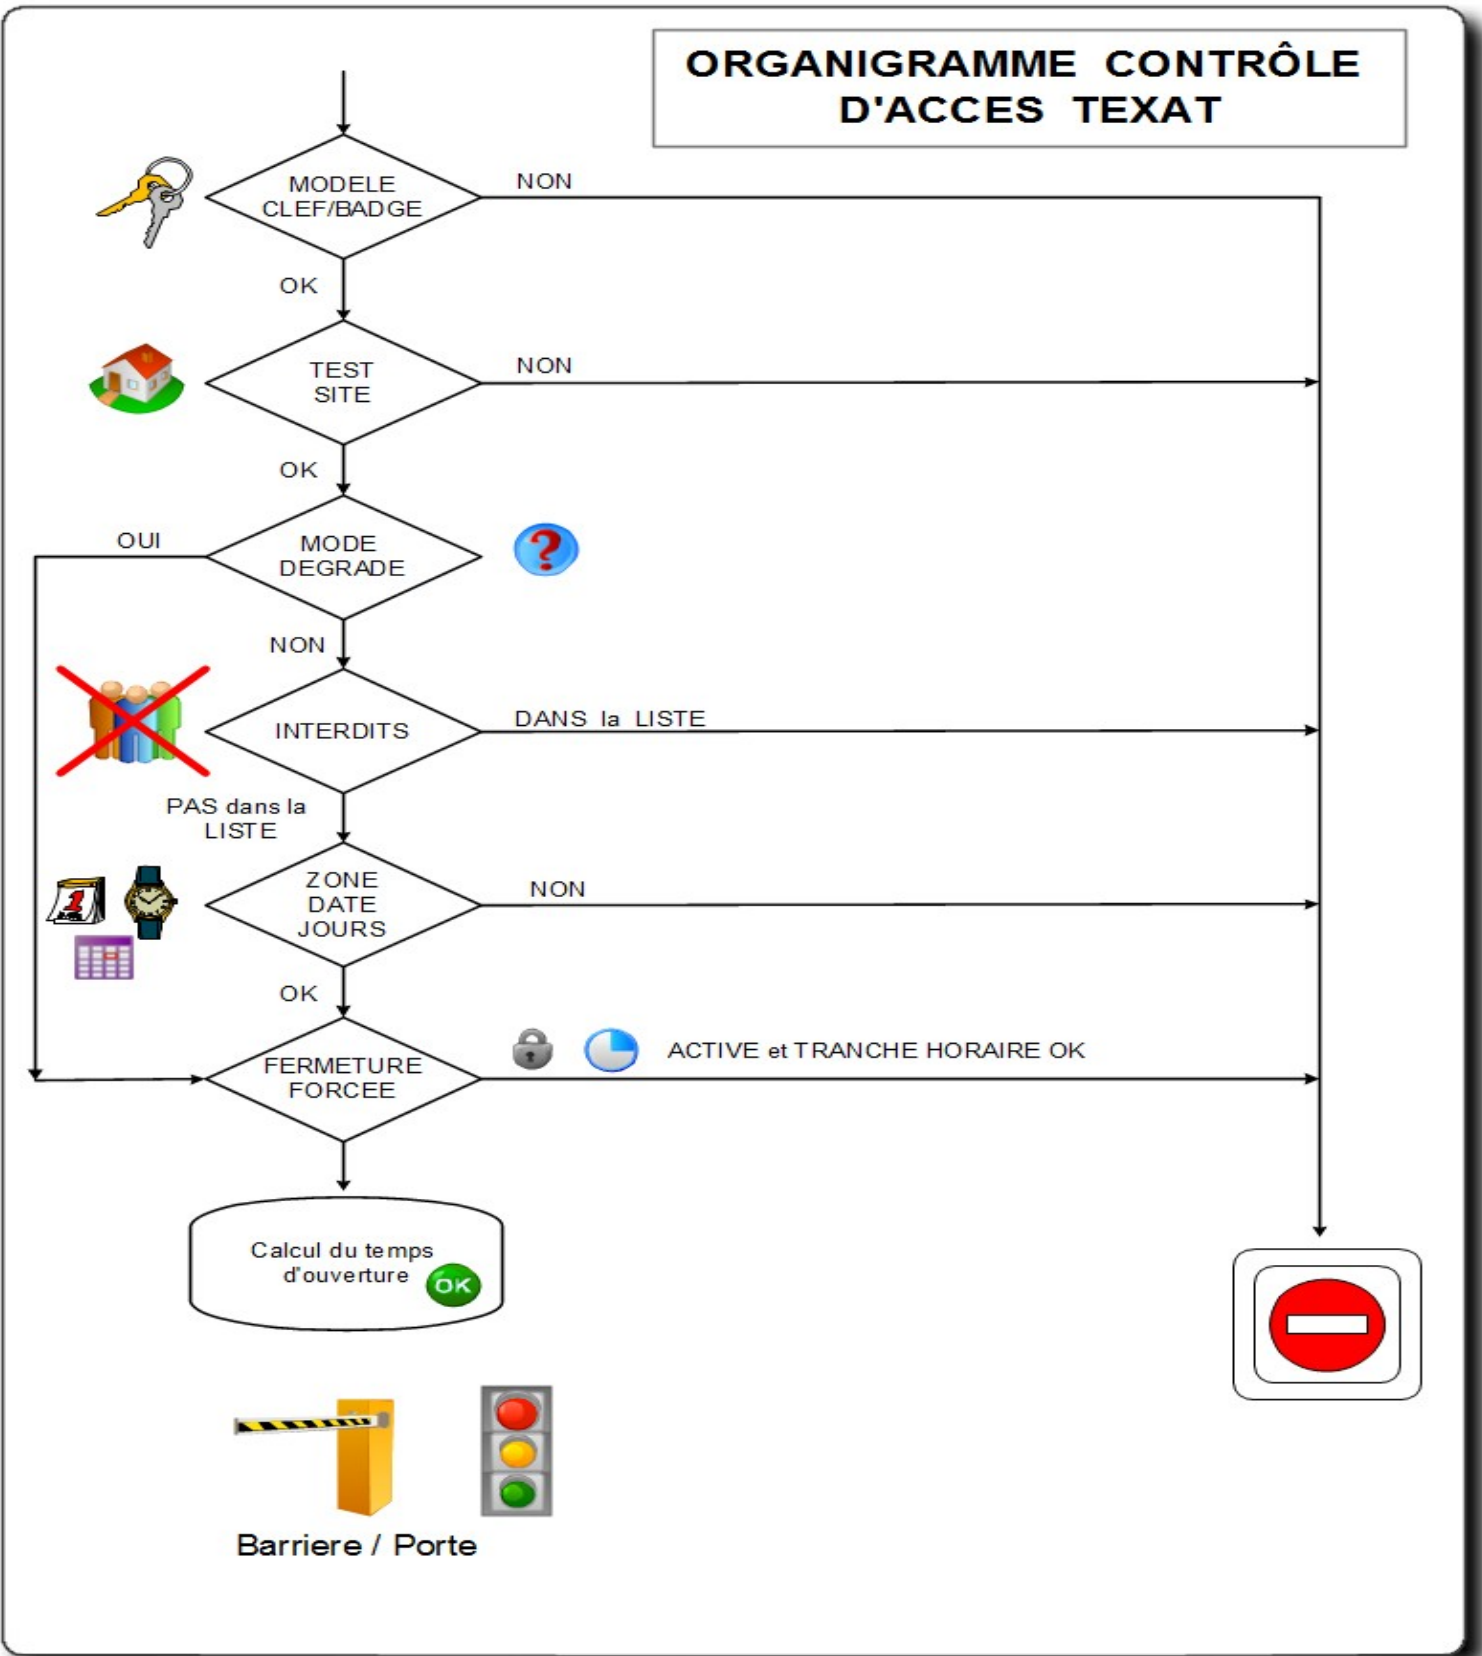 ORGANIGRAMME CONTRÔLE
D'ACCES TEXAT
MODELE
CLEF/BADGE
NON
OK
TEST
SITE
NON
OK
MODE
DEGRADE
OUI
NON
INTERDITS
DANS la LISTE
PAS dans la
LISTE
1
ZONE
DATE
JOURS
NON
OK
FERMETURE
FORCEE
ACTIVE et TRANCHE HORAIRE OK
Calcul du temps
d'ouverture
OK
Barriere / Porte